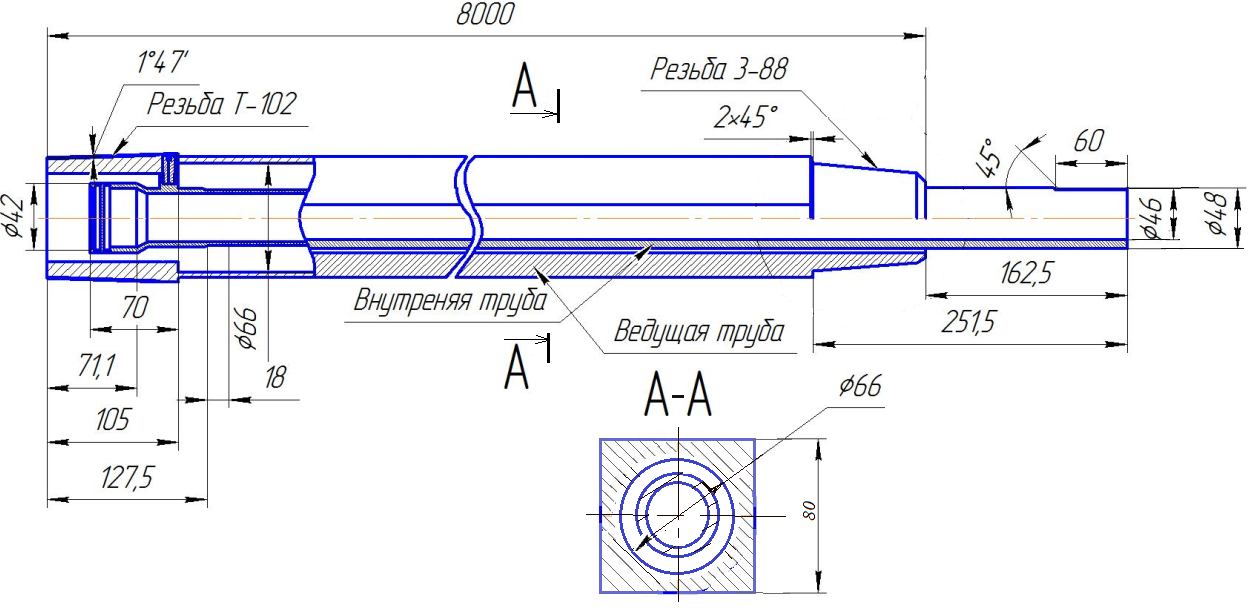 8000
1°47'
Резьба Т-102
А
Резьба З-88
2×45°
45°
60
ϕ42
ϕ66
ϕ46
ϕ48
70
71,1
105
127,5
18
Внутреняя труба
Ведущая труба
162,5
251,5
А
А-А
ϕ66
80